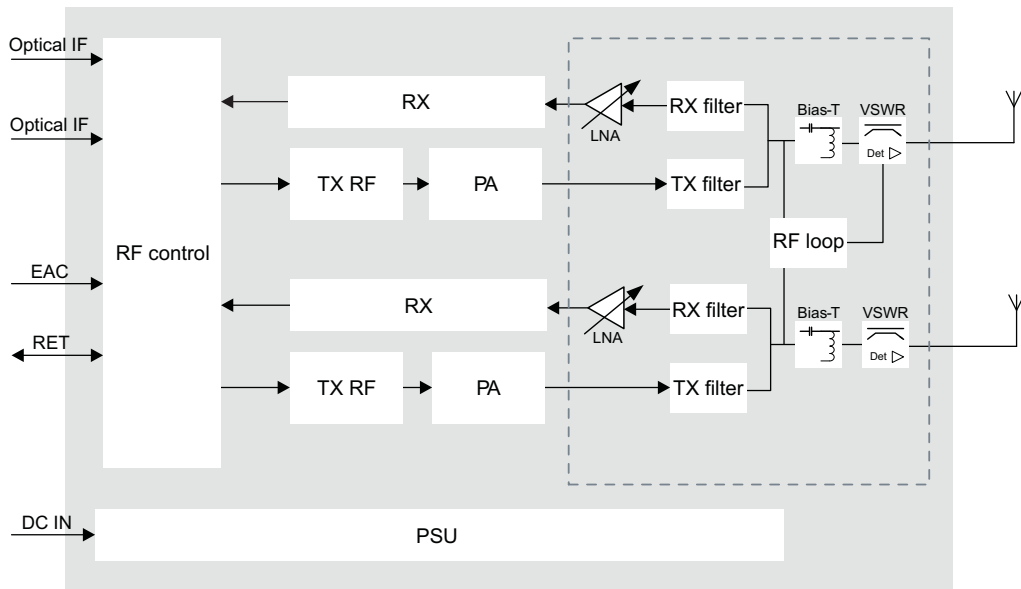 Optical IF
Optical IF
EAC
RET
DC IN
RF control
RX
LNA
RX filter
Bias-T
VSWR
Det
TX RF
PA
TX filter
RF loop
RX
LNA
RX filter
Bias-T
VSWR
Det
TX RF
PA
TX filter
PSU